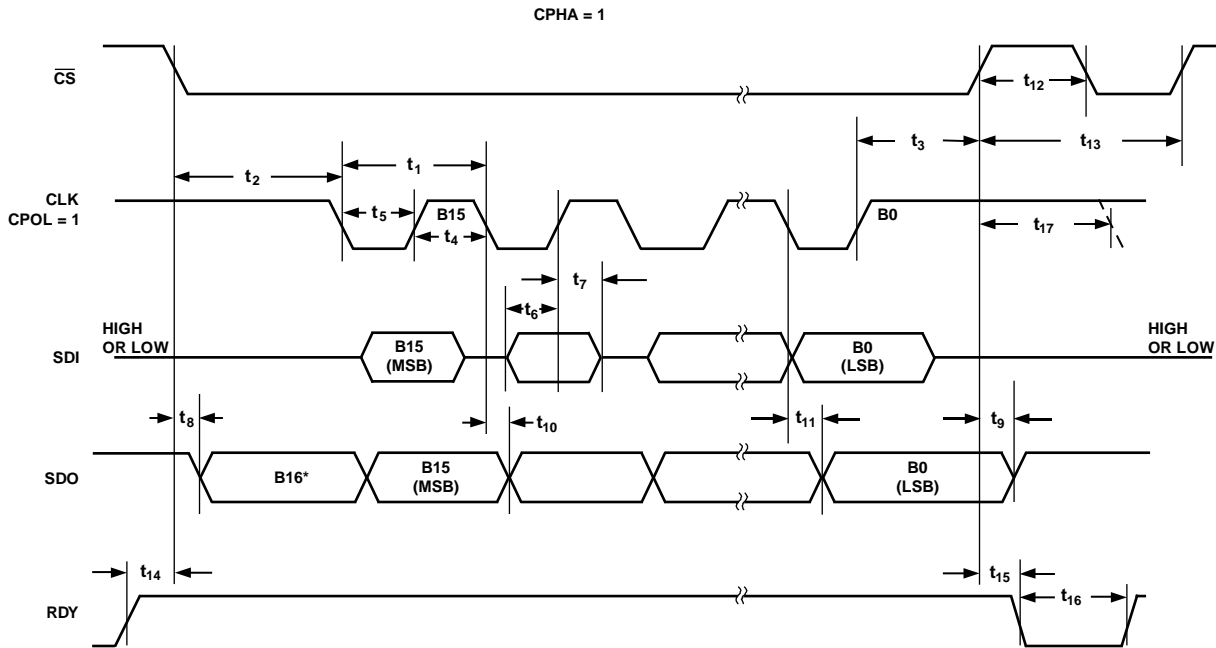 CPHA = 1
CS
t12
t3
t13
t1
t2
CLK
CPOL = 1
t5
B15
t4
B0
t17
t7
t6
HIGH
OR LOW
SDI
B15
(MSB)
B0
(LSB)
HIGH
OR LOW
t8
t10
t11
t9
SDO
B16*
B15
(MSB)
B0
(LSB)
t14
t15
t16
RDY